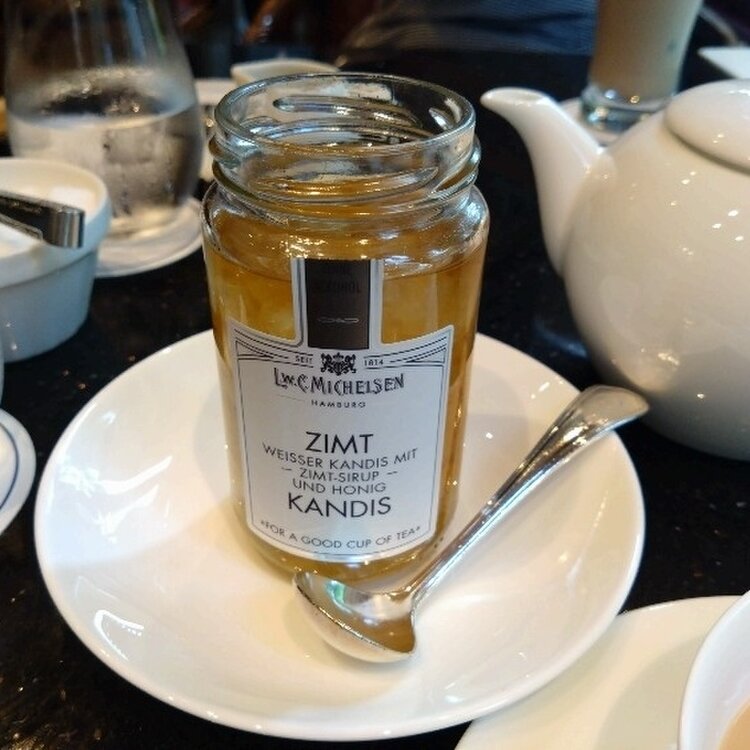 SEIT 1814
L.W.C. MICHELSEN
HAMBURG
ZIMT
WEISSER KANDIS MIT
– ZIMT-SIRUP –
UND HONIG
KANDIS
*FOR A GOOD CUP OF TEA*